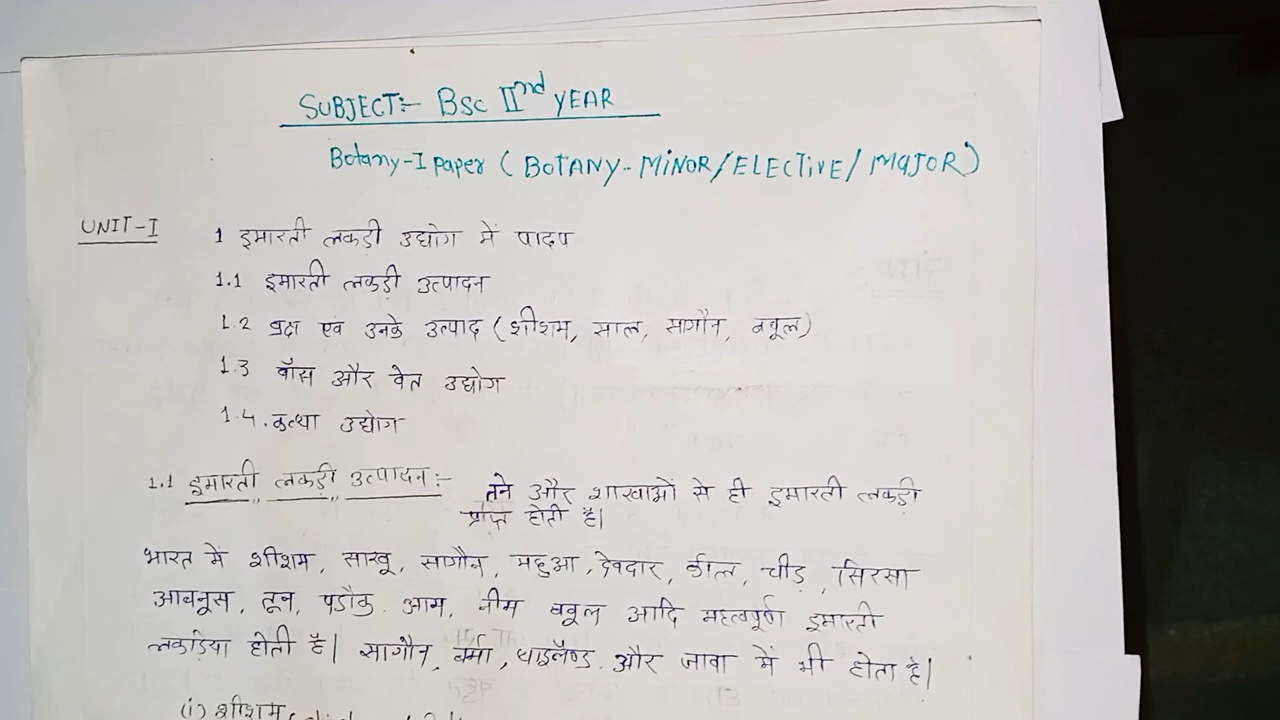 SUBJECT:- BSC IInd YEAR
Botany-I paper (BOTANY-MINOR/ELECTIVE/MAJOR)
UNIT-I
1 इमारती लकड़ी उद्योग में पादप
1.1 इमारती लकड़ी उत्पादन
1.2 वृक्ष एवं उनके उत्पाद (शीशम, साल, सागौन, बबूल)
1.3 बाँस और बेत उद्योग
1.4. कत्था उद्योग
1.1 इमारती लकड़ी उत्पादन:- तने और शाखाओं से ही इमारती लकड़ी
प्राप्त होती है।
भारत में शीशम, साखू, सागौन, महुआ, देवदार, कैल, चीड़, सिरसा
आबनूस, तून, पडौक, आम, नीम बबूल आदि महत्वपूर्ण इमारती
लकड़िया होती है। सागौन, बर्मा, थाइलैण्ड और जावा में भी होता है।
(i) शीशम